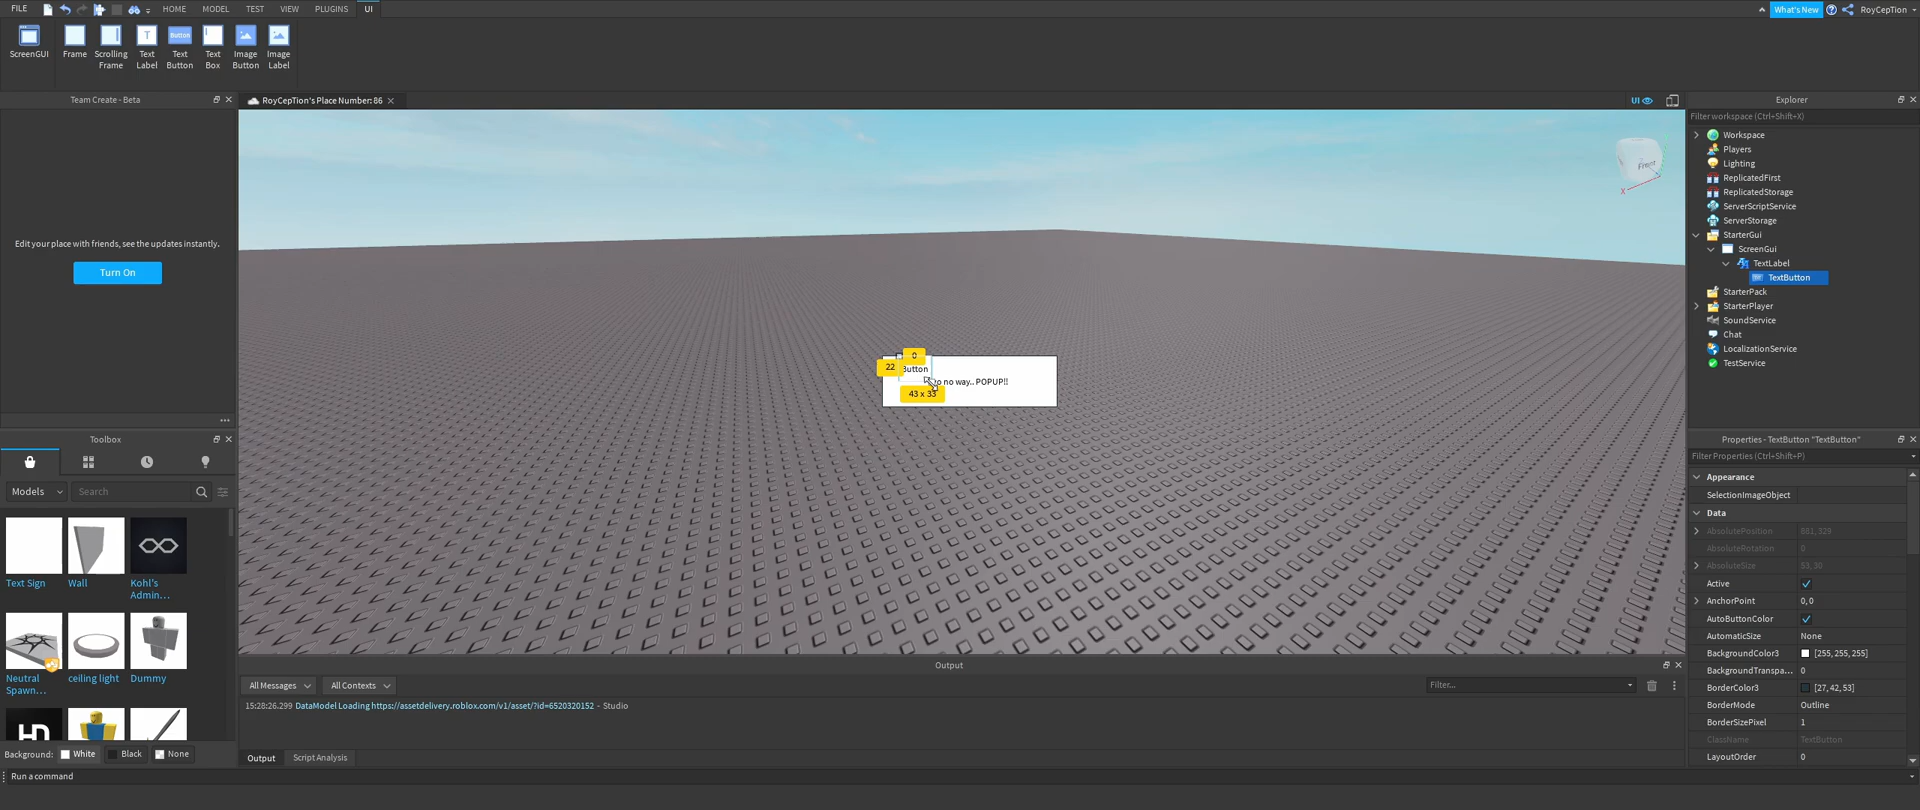 FILE HOME MODEL TEST VIEW PLUGINS UI What's New RoyCepTion
ScreenGUI Frame Scrolling Frame Text Label Text Button Text Box Image Button Image Label
T Button
Team Create - Beta
Edit your place with friends, see the updates instantly.
Turn On
Toolbox
Models Search
Text Sign Wall Kohl's Admin...
Neutral Spawn... ceiling light Dummy
HD
Background: White Black None
Run a command
RoyCepTion's Place Number: 86
UI
Front
X
0
22 Button
o no way.. POPUP!!
43 x 33
Output
All Messages All Contexts Filter...
15:28:26.299 DataModel Loading https://assetdelivery.roblox.com/v1/asset/?id=6520320152 - Studio
Output Script Analysis
Explorer
Filter workspace (Ctrl+Shift+X)
Workspace
Players
Lighting
ReplicatedFirst
ReplicatedStorage
ServerScriptService
ServerStorage
StarterGui
ScreenGui
TextLabel
TextButton
StarterPack
StarterPlayer
SoundService
Chat
LocalizationService
TestService
Properties - TextButton "TextButton"
Filter Properties (Ctrl+Shift+P)
Appearance
SelectionImageObject
Data
AbsolutePosition 881, 329
AbsoluteRotation 0
AbsoluteSize 33, 30
Active
AnchorPoint 0, 0
AutoButtonColor
AutomaticSize None
BackgroundColor3 [255, 255, 255]
BackgroundTranspa... 0
BorderColor3 [27, 42, 53]
BorderMode Outline
BorderSizePixel 1
ClassName TextButton
LayoutOrder 0